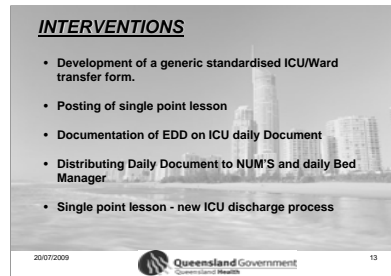 INTERVENTIONS
• Development of a generic standardised ICU/Ward
transfer form.
• Posting of single point lesson
• Documentation of EDD on ICU daily Document
• Distributing Daily Document to NUM'S and daily Bed
Manager
• Single point lesson - new ICU discharge process
20/07/2009
Queensland Government
Queensland Health
13